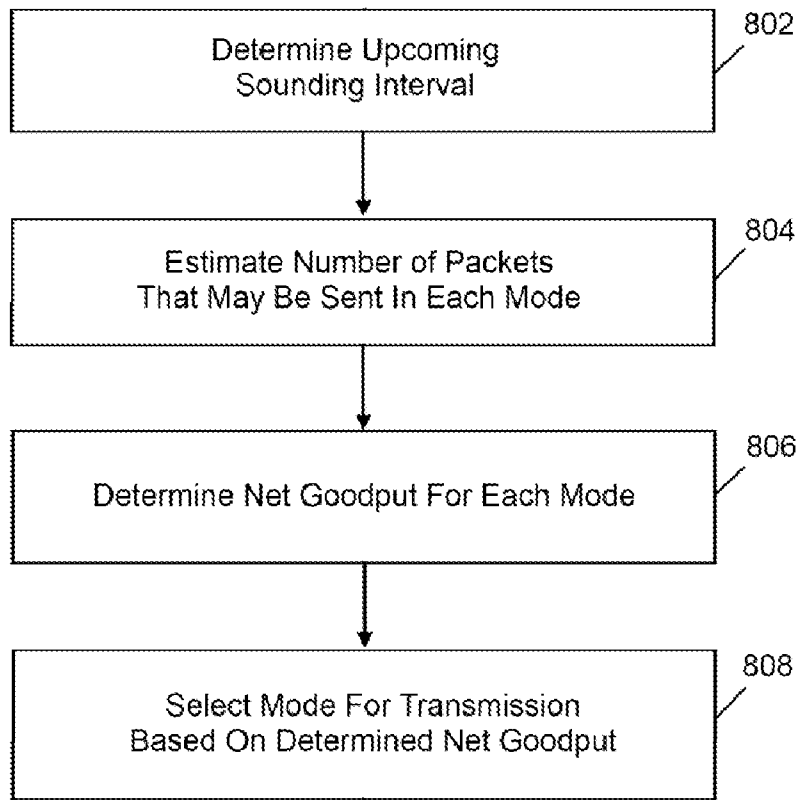 802
Determine Upcoming
Sounding Interval
804
Estimate Number of Packets
That May Be Sent In Each Mode
806
Determine Net Goodput For Each Mode
808
Select Mode For Transmission
Based On Determined Net Goodput